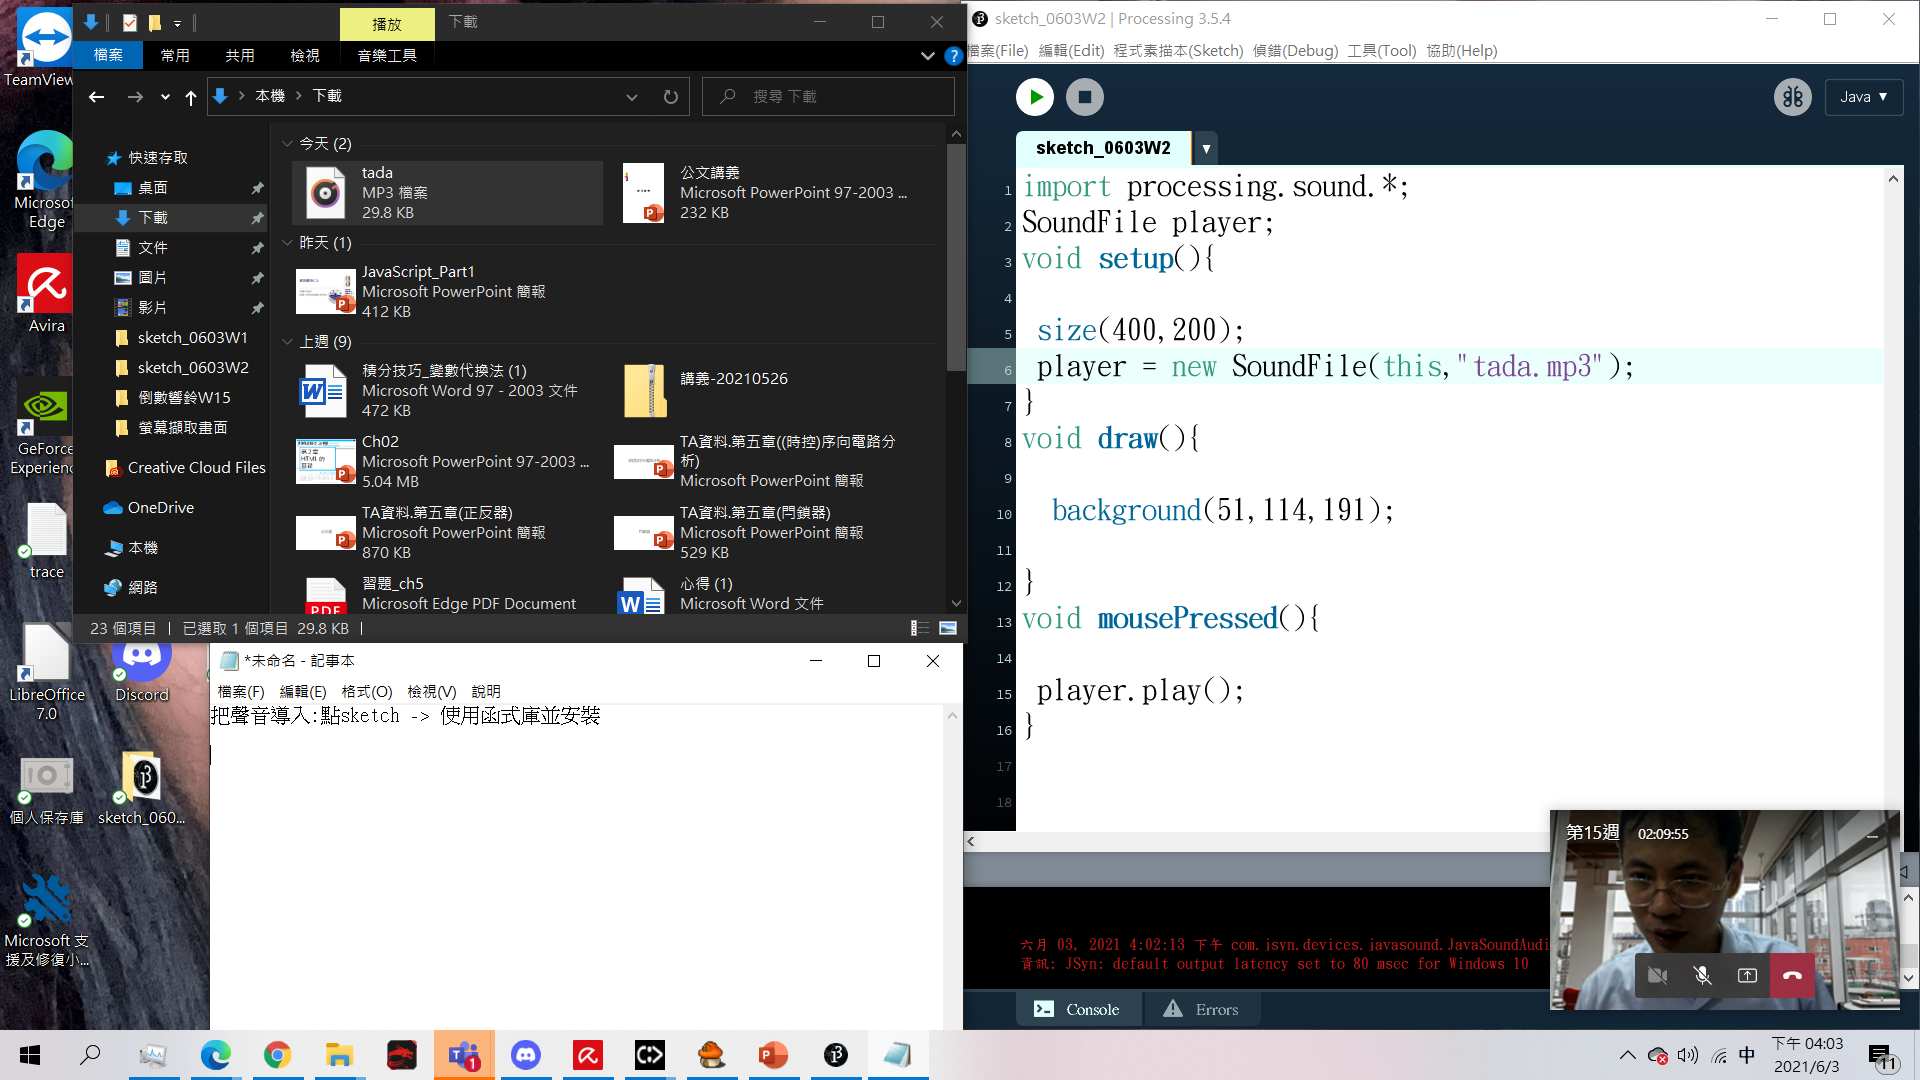 TeamView
Microsof
Edge
Avira
GeForce
Experienc
trace
LibreOffice
7.0
Discord
個人保存庫
sketch_060...
Microsoft 支
援及修復小...
播放
下載
檔案
常用
共用
檢視
音樂工具
本機
下載
搜尋 下載
快速存取
桌面
下載
文件
圖片
影片
sketch_0603W1
sketch_0603W2
倒數響鈴W15
螢幕擷取畫面
Creative Cloud Files
OneDrive
本機
網路
今天 (2)
tada
MP3 檔案
29.8 KB
公文講義
Microsoft PowerPoint 97-2003 ...
232 KB
昨天 (1)
JavaScript_Part1
Microsoft PowerPoint 簡報
412 KB
上週 (9)
積分技巧_變數代換法 (1)
Microsoft Word 97 - 2003 文件
472 KB
講義-20210526
Ch02
Microsoft PowerPoint 97-2003 ...
5.04 MB
TA資料.第五章((時控)序向電路分
析)
Microsoft PowerPoint 簡報
TA資料.第五章(正反器)
Microsoft PowerPoint 簡報
870 KB
TA資料.第五章(閂鎖器)
Microsoft PowerPoint 簡報
529 KB
習題_ch5
Microsoft Edge PDF Document
心得 (1)
Microsoft Word 文件
23 個項目 | 已選取 1 個項目 29.8 KB |
*未命名 - 記事本
檔案(F) 編輯(E) 格式(O) 檢視(V) 說明
把聲音導入:點sketch -> 使用函式庫並安裝
sketch_0603W2 | Processing 3.5.4
檔案(File) 編輯(Edit) 程式素描本(Sketch) 偵錯(Debug) 工具(Tool) 協助(Help)
Java ▼
sketch_0603W2 ▼
1 import processing.sound.*;
2 SoundFile player;
3 void setup(){
4
5 size(400,200);
6 player = new SoundFile(this,"tada.mp3");
7 }
8 void draw(){
9
10 background(51,114,191);
11
12 }
13 void mousePressed(){
14
15 player.play();
16 }
17
18
第15週 02:09:55
六月 03, 2021 4:02:13 下午 com.jsyn.devices.javasound.JavaSoundAudi
資訊: JSyn: default output latency set to 80 msec for Windows 10
Console
Errors
中
下午 04:03
2021/6/3
11